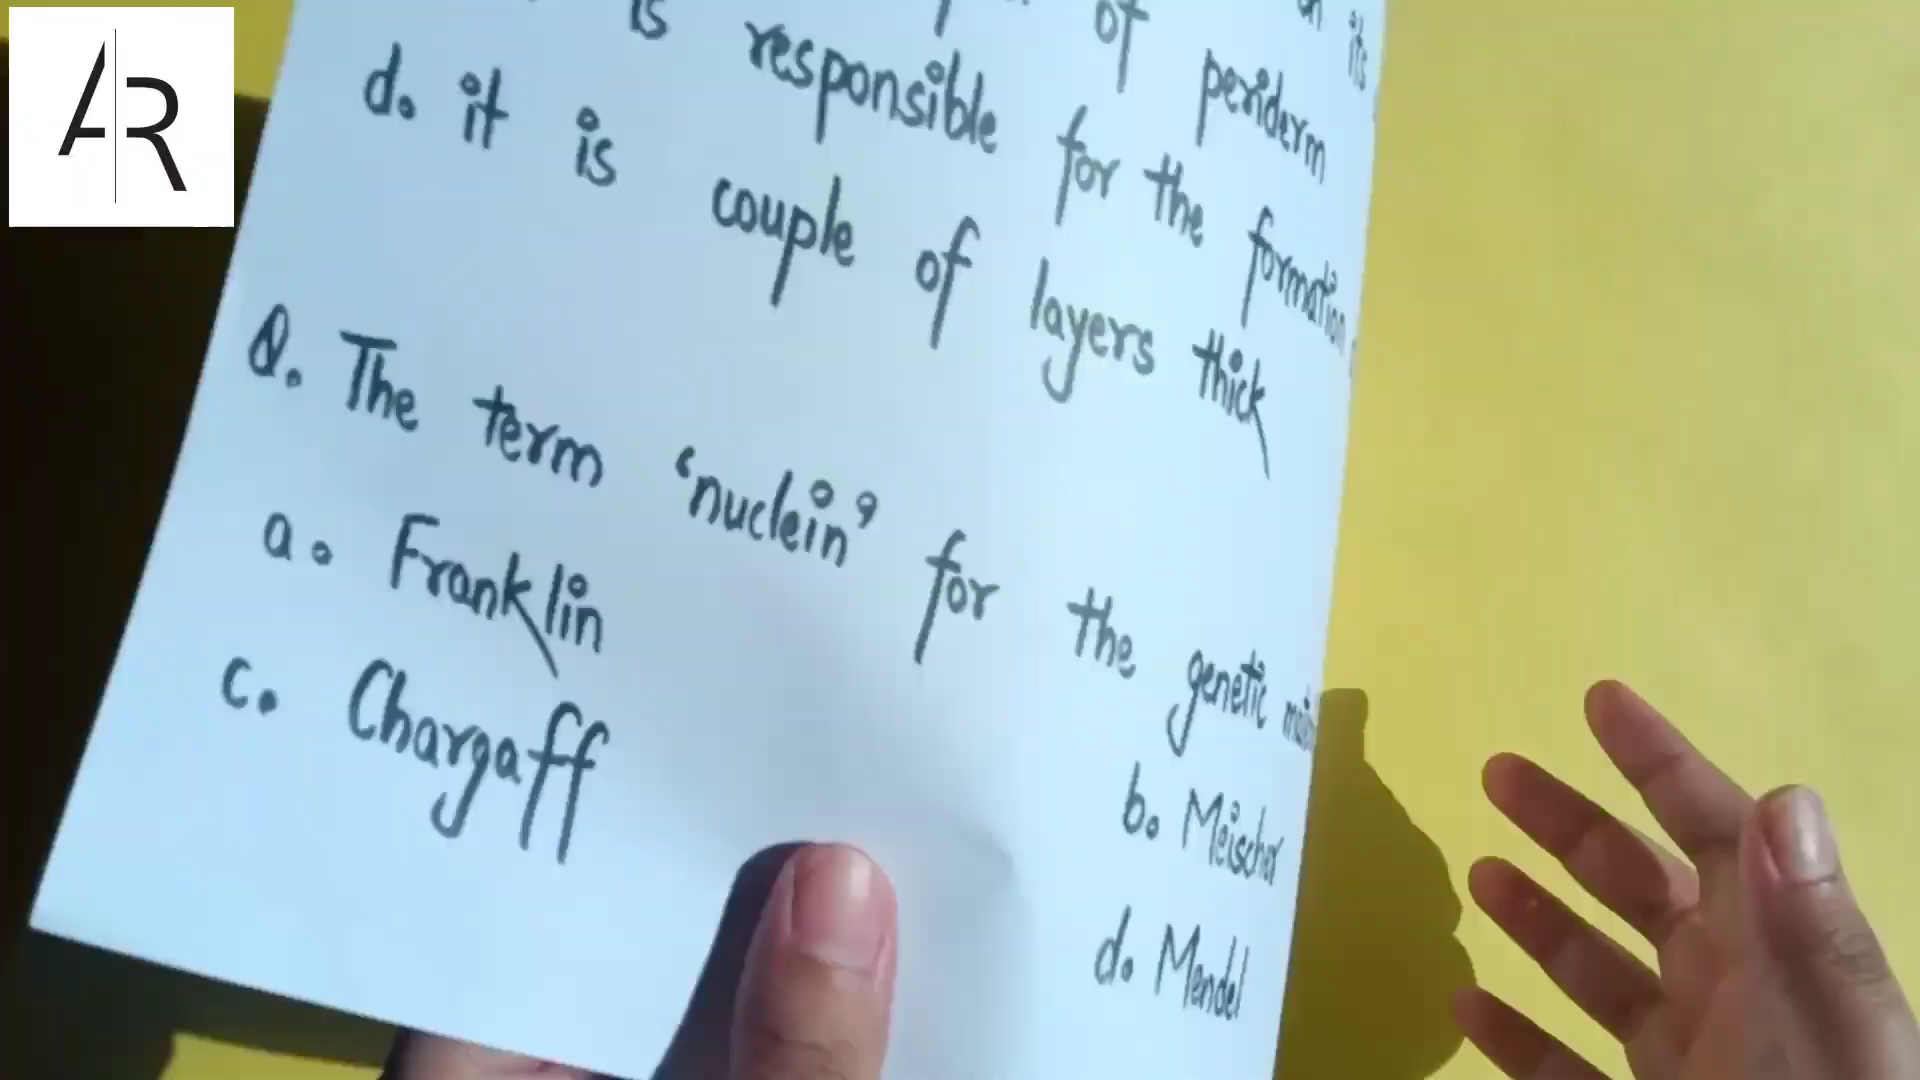 AR
of periderm
is responsible for the formation
d. it is couple of layers thick
Q. The term 'nuclein' for the genetic
a. Franklin
b. Meischer
c. Chargaff
d. Mendel